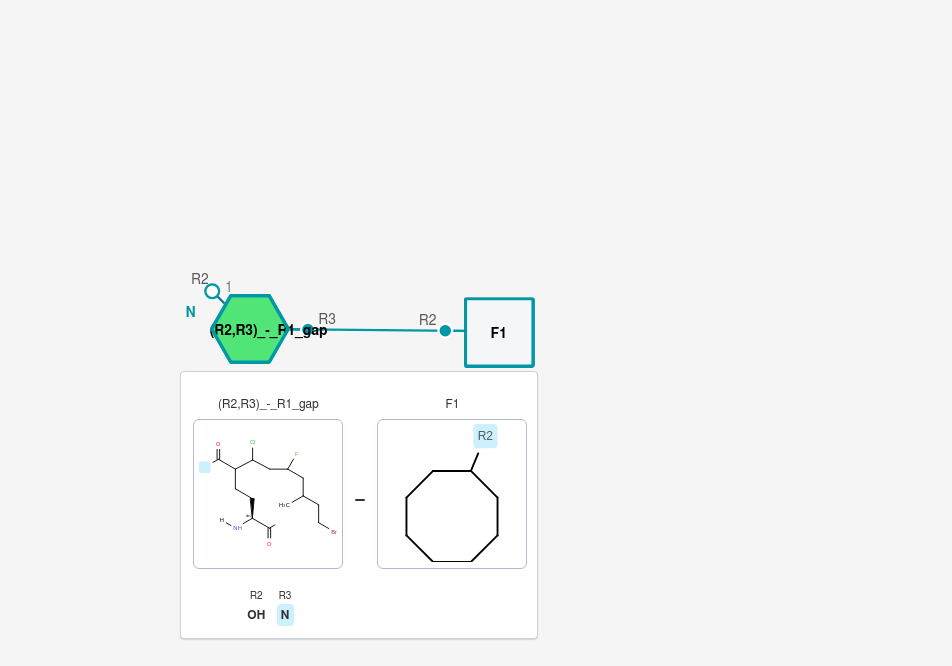 R2
1
N
(R2,R3)_-_R1_gap
R3
R2
F1
(R2,R3)_-_R1_gap
F1
R2
O
Cl
F
H₃C
H
NH
O
Br
–
R2 R3
OH N